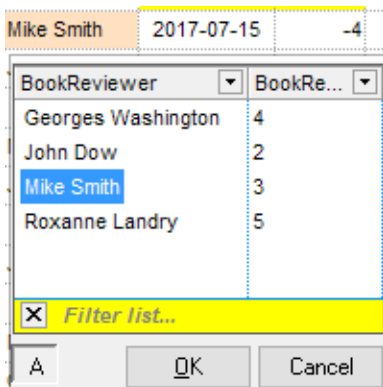 Mike Smith 2017-07-15 -4
BookReviewer BookRe...
Georges Washington 4
John Dow 2
Mike Smith 3
Roxanne Landry 5
Filter list...
A OK Cancel